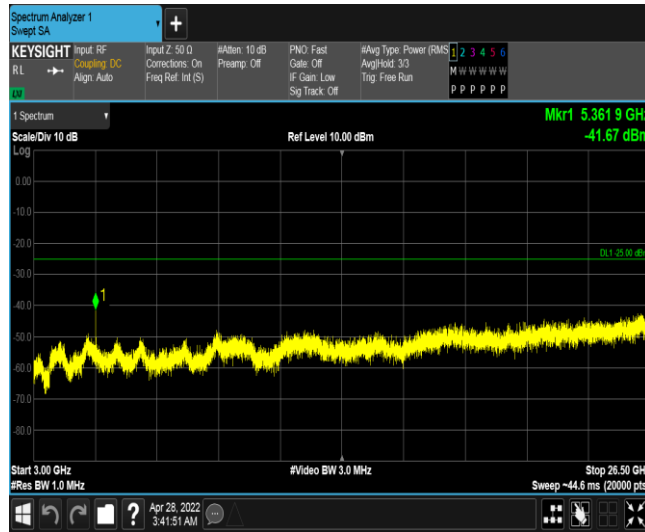 Spectrum Analyzer 1
Swept SA
+
KEYSIGHT
RL
LXI
Input: RF
Coupling: DC
Align: Auto
Input Z: 50 Ω
Corrections: On
Freq Ref: Int (S)
#Atten: 10 dB
Preamp: Off
PNO: Fast
Gate: Off
IF Gain: Low
Sig Track: Off
#Avg Type: Power (RMS
Avg|Hold: 3/3
Trig: Free Run
1 2 3 4 5 6
M W W W W W
P P P P P P
1 Spectrum
Scale/Div 10 dB
Ref Level 10.00 dBm
Mkr1 5.361 9 GH
-41.67 dBm
Log
0.00
-10.0
-20.0
-30.0
-40.0
-50.0
-60.0
-70.0
-80.0
DL1 -25.00 dBm
1
Start 3.00 GHz
#Res BW 1.0 MHz
#Video BW 3.0 MHz
Stop 26.50 GH
Sweep ~44.6 ms (20000 pts
?
Apr 28, 2022
3:41:51 AM